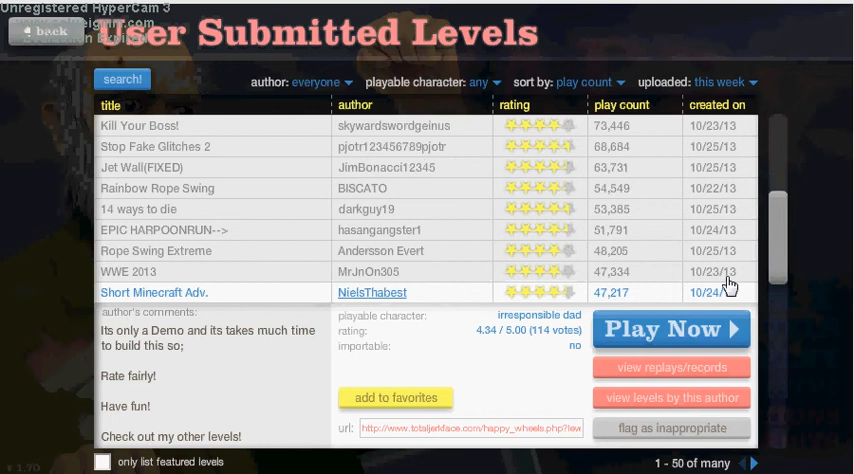 Unregistered HyperCam 3
back
User Submitted Levels
search!
author: everyone playable character: any sort by: play count uploaded: this week
title author rating play count created on
Kill Your Boss! skywardswordgeinus 73,446 10/23/13
Stop Fake Glitches 2 pjotr123456789pjotr 68,684 10/25/13
Jet Wall(FIXED) JimBonacci12345 63,731 10/25/13
Rainbow Rope Swing BISCATO 54,549 10/22/13
14 ways to die darkguy19 53,385 10/25/13
EPIC HARPOONRUN--> hasangangster1 51,791 10/24/13
Rope Swing Extreme Andersson Evert 48,205 10/25/13
WWE 2013 MrJnOn305 47,334 10/23/13
Short Minecraft Adv. NielsThabest 47,217 10/24/
author's comments:
Its only a Demo and its takes much time
to build this so;
Rate fairly!
Have fun!
Check out my other levels!
playable character: irresponsible dad
rating: 4.34 / 5.00 (114 votes)
importable: no
add to favorites
url: http://www.totaljerkface.com/happy_wheels.php?lev
Play Now
view replays/records
view levels by this author
flag as inappropriate
only list featured levels
1 - 50 of many
v 1.70